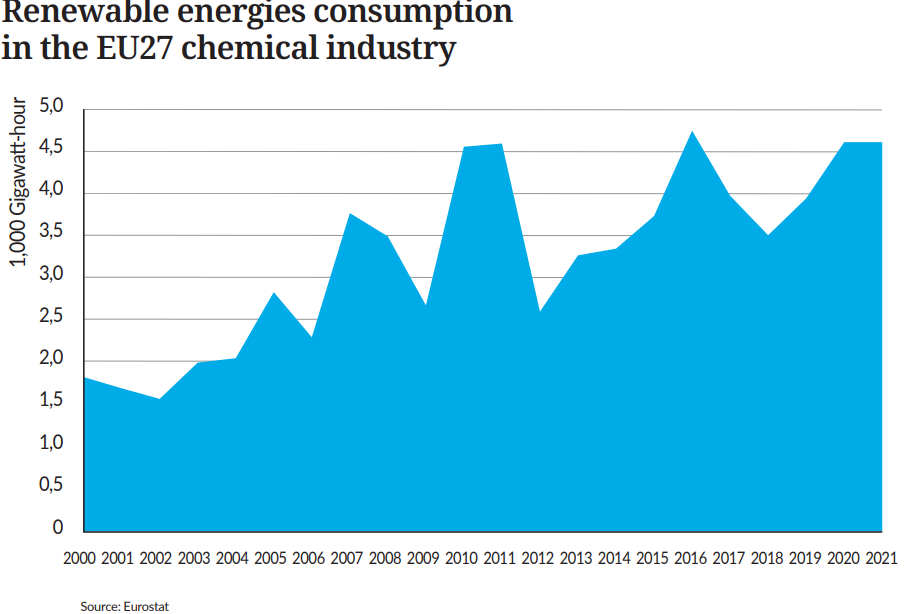 Renewable energies consumption
in the EU27 chemical industry
1,000 Gigawatt-hour
5,0
4,5
4,0
3,5
3,0
2,5
2,0
1,5
1,0
0,5
0
2000 2001 2002 2003 2004 2005 2006 2007 2008 2009 2010 2011 2012 2013 2014 2015 2016 2017 2018 2019 2020 2021
Source: Eurostat